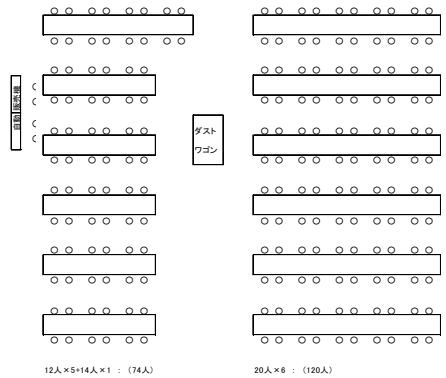 自動販売機
ダスト
ワゴン
12人×5+14人×1 : (74人)
20人×6 : (120人)